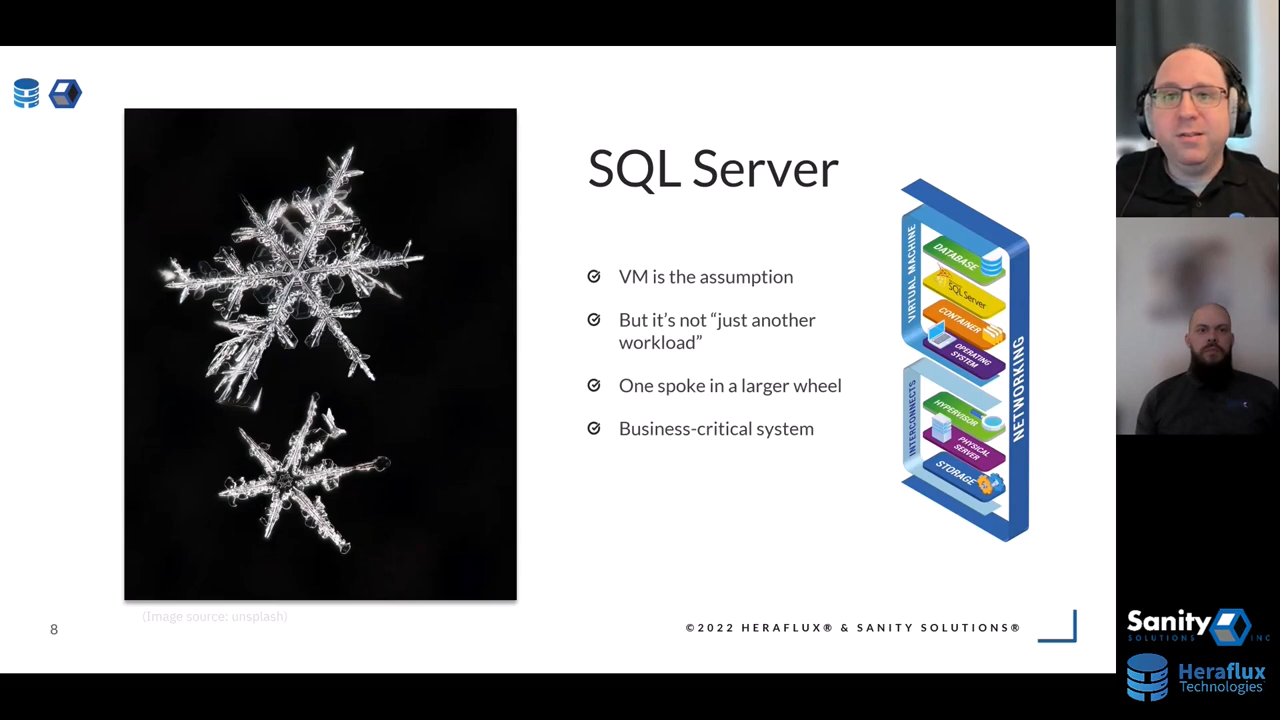 SQL Server
VM is the assumption
But it’s not “just another
workload”
One spoke in a larger wheel
Business-critical system
VIRTUAL MACHINE
DATABASE
SQL Server
CONTAINER
OPERATING
SYSTEM
NETWORKING
INTERCONNECTS
HYPERVISOR
PHYSICAL
SERVER
STORAGE
(Image source: unsplash)
8
©2022 HERAFLUX® & SANITY SOLUTIONS®
Sanity
SOLUTIONS INC
Heraflux
Technologies